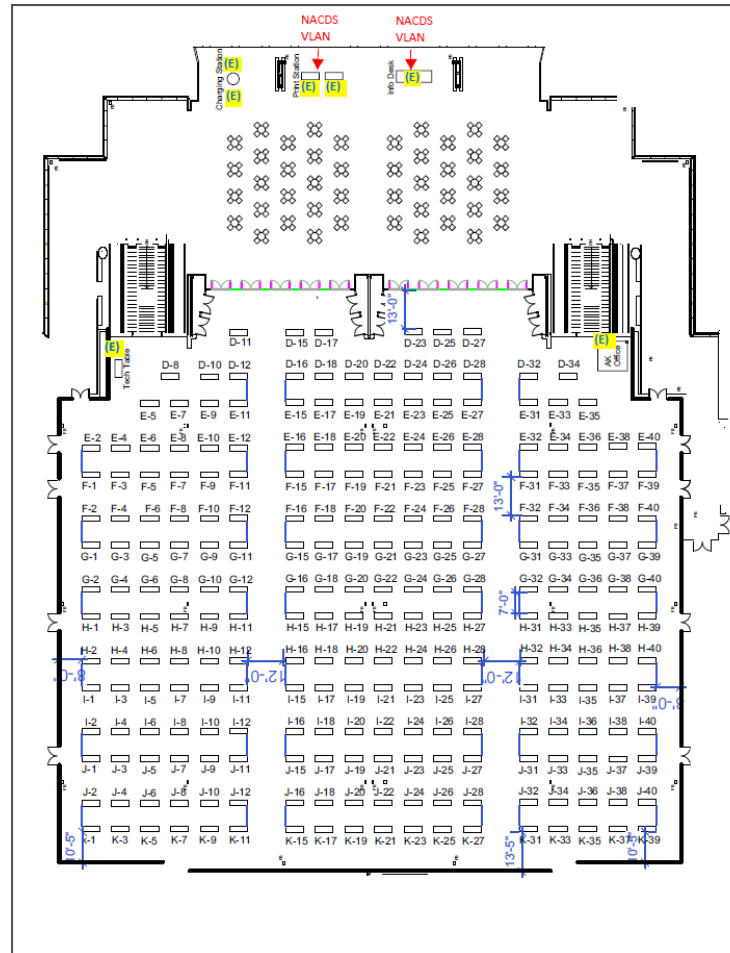 NACDS NACDS
VLAN VLAN
Charging Station
(E)
(E)
Print Station
(E) (E)
Info Desk
(E)
13'-0"
D-11 D-15 D-17 D-23 D-25 D-27
(E) (E)
Tech Table
AK
Office
D-8 D-10 D-12 D-16 D-18 D-20 D-22 D-24 D-26 D-28 D-32 D-34
E-5 E-7 E-9 E-11 E-15 E-17 E-19 E-21 E-23 E-25 E-27 E-31 E-33 E-35
E-2 E-4 E-6 E-8 E-10 E-12 E-16 E-18 E-20 E-22 E-24 E-26 E-28 E-32 E-34 E-36 E-38 E-40
F-1 F-3 F-5 F-7 F-9 F-11 F-15 F-17 F-19 F-21 F-23 F-25 F-27 F-31 F-33 F-35 F-37 F-39
13'-0"
F-2 F-4 F-6 F-8 F-10 F-12 F-16 F-18 F-20 F-22 F-24 F-26 F-28 F-32 F-34 F-36 F-38 F-40
G-1 G-3 G-5 G-7 G-9 G-11 G-15 G-17 G-19 G-21 G-23 G-25 G-27 G-31 G-33 G-35 G-37 G-39
G-2 G-4 G-6 G-8 G-10 G-12 G-16 G-18 G-20 G-22 G-24 G-26 G-28 G-32 G-34 G-36 G-38 G-40
7'-0"
H-1 H-3 H-5 H-7 H-9 H-11 H-15 H-17 H-19 H-21 H-23 H-25 H-27 H-31 H-33 H-35 H-37 H-39
H-2 H-4 H-6 H-8 H-10 H-12 H-16 H-18 H-20 H-22 H-24 H-26 H-28 H-32 H-34 H-36 H-38 H-40
8'-0" 12'-0" 12'-0" 8'-0"
I-1 I-3 I-5 I-7 I-9 I-11 I-15 I-17 I-19 I-21 I-23 I-25 I-27 I-31 I-33 I-35 I-37 I-39
I-2 I-4 I-6 I-8 I-10 I-12 I-16 I-18 I-20 I-22 I-24 I-26 I-28 I-32 I-34 I-36 I-38 I-40
J-1 J-3 J-5 J-7 J-9 J-11 J-15 J-17 J-19 J-21 J-23 J-25 J-27 J-31 J-33 J-35 J-37 J-39
J-2 J-4 J-6 J-8 J-10 J-12 J-16 J-18 J-20 J-22 J-24 J-26 J-28 J-32 J-34 J-36 J-38 J-40
K-1 K-3 K-5 K-7 K-9 K-11 K-15 K-17 K-19 K-21 K-23 K-25 K-27 K-31 K-33 K-35 K-37 K-39
10'-5" 13'-5" 10'-5"